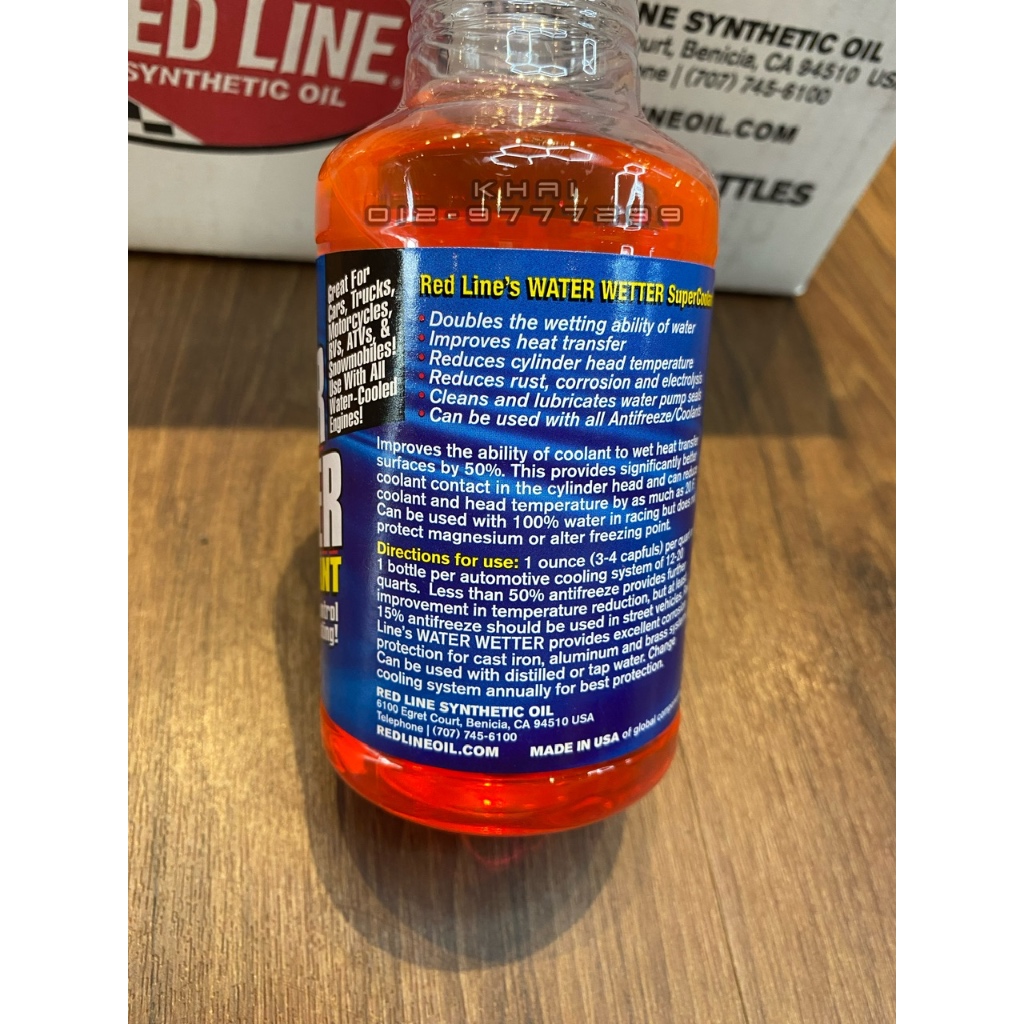 ED LINE®
SYNTHETIC OIL
NE SYNTHETIC OIL
urt, Benicia, CA 94510 US
ne | (707) 745-6100
NEOIL.COM
TTLES
KHAI
012-9777299
Great For
Cars, Trucks,
Motorcycles,
RVs, ATVs, &
Snowmobiles!
Use With All
Water-Cooled
Engines!
R
ER
NT
ntrol
ing!
Red Line's WATER WETTER SuperCoolan
• Doubles the wetting ability of water
• Improves heat transfer
• Reduces cylinder head temperature
• Reduces rust, corrosion and electrolysis
• Cleans and lubricates water pump seals
• Can be used with all Antifreeze/Coolants
Improves the ability of coolant to wet heat transfer
surfaces by 50%. This provides significantly better
coolant contact in the cylinder head and can reduce
coolant and head temperature by as much as 20 F.
Can be used with 100% water in racing but does
protect magnesium or alter freezing point.
Directions for use: 1 ounce (3-4 capfuls) per quart
1 bottle per automotive cooling system of 12-20
quarts. Less than 50% antifreeze provides further
improvement in temperature reduction, but at least
15% antifreeze should be used in street vehicles.
Line's WATER WETTER provides excellent corrosion
protection for cast iron, aluminum and brass
Can be used with distilled or tap water. Change
cooling system annually for best protection.
RED LINE SYNTHETIC OIL
6100 Egret Court, Benicia, CA 94510 USA
Telephone | (707) 745-6100
REDLINEOIL.COM
MADE IN USA of global